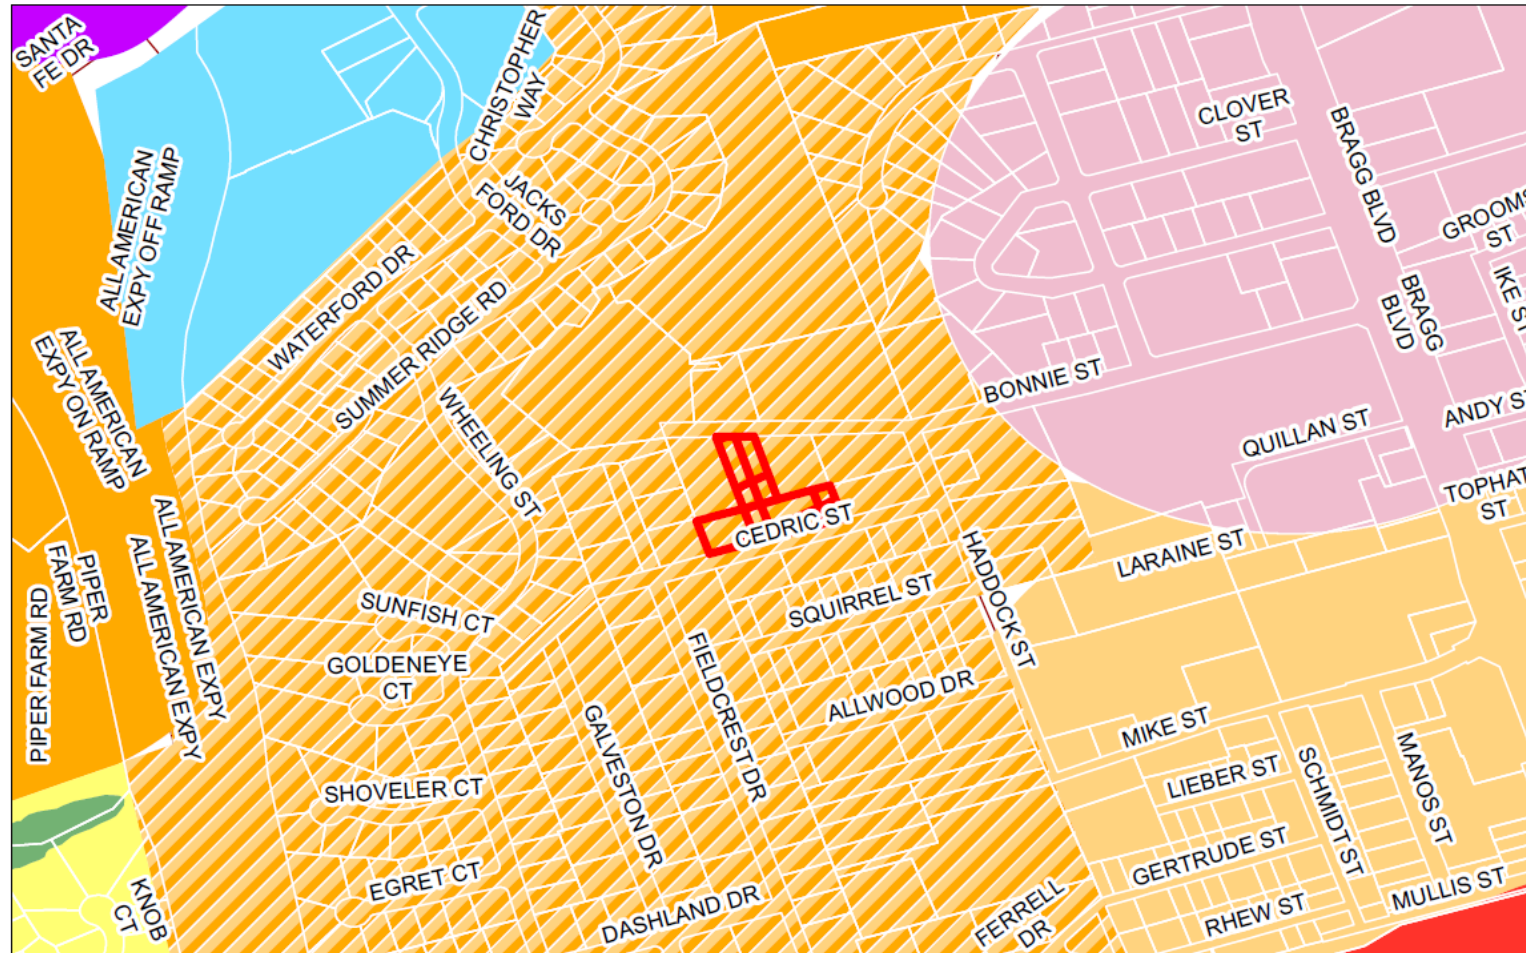 SANTA
FE DR
CHRISTOPHER
WAY
CLOVER
ST
BRAGG BLVD
ALL AMERICAN
EXPY OFF RAMP
JACKS
FORD DR
GROOMS
ST
IKE ST
WATERFORD DR
BRAGG
BLVD
SUMMER RIDGE RD
ALL AMERICAN
EXPY ON RAMP
BONNIE ST
WHEELING ST
ANDY ST
QUILLAN ST
TOPHAT
ST
CEDRIC ST
ALL AMERICAN EXPY
ALL AMERICAN EXPY
HADDOCK ST
LARAINE ST
PIPER
FARM RD
PIPER FARM RD
SUNFISH CT
SQUIRREL ST
GOLDENEYE
CT
FIELDCREST DR
ALLWOOD DR
GALVESTON DR
MIKE ST
SHOVELER CT
LIEBER ST
SCHMIDT ST
MANOS ST
EGRET CT
GERTRUDE ST
KNOB
CT
DASHLAND DR
FERRELL
DR
RHEW ST
MULLIS ST